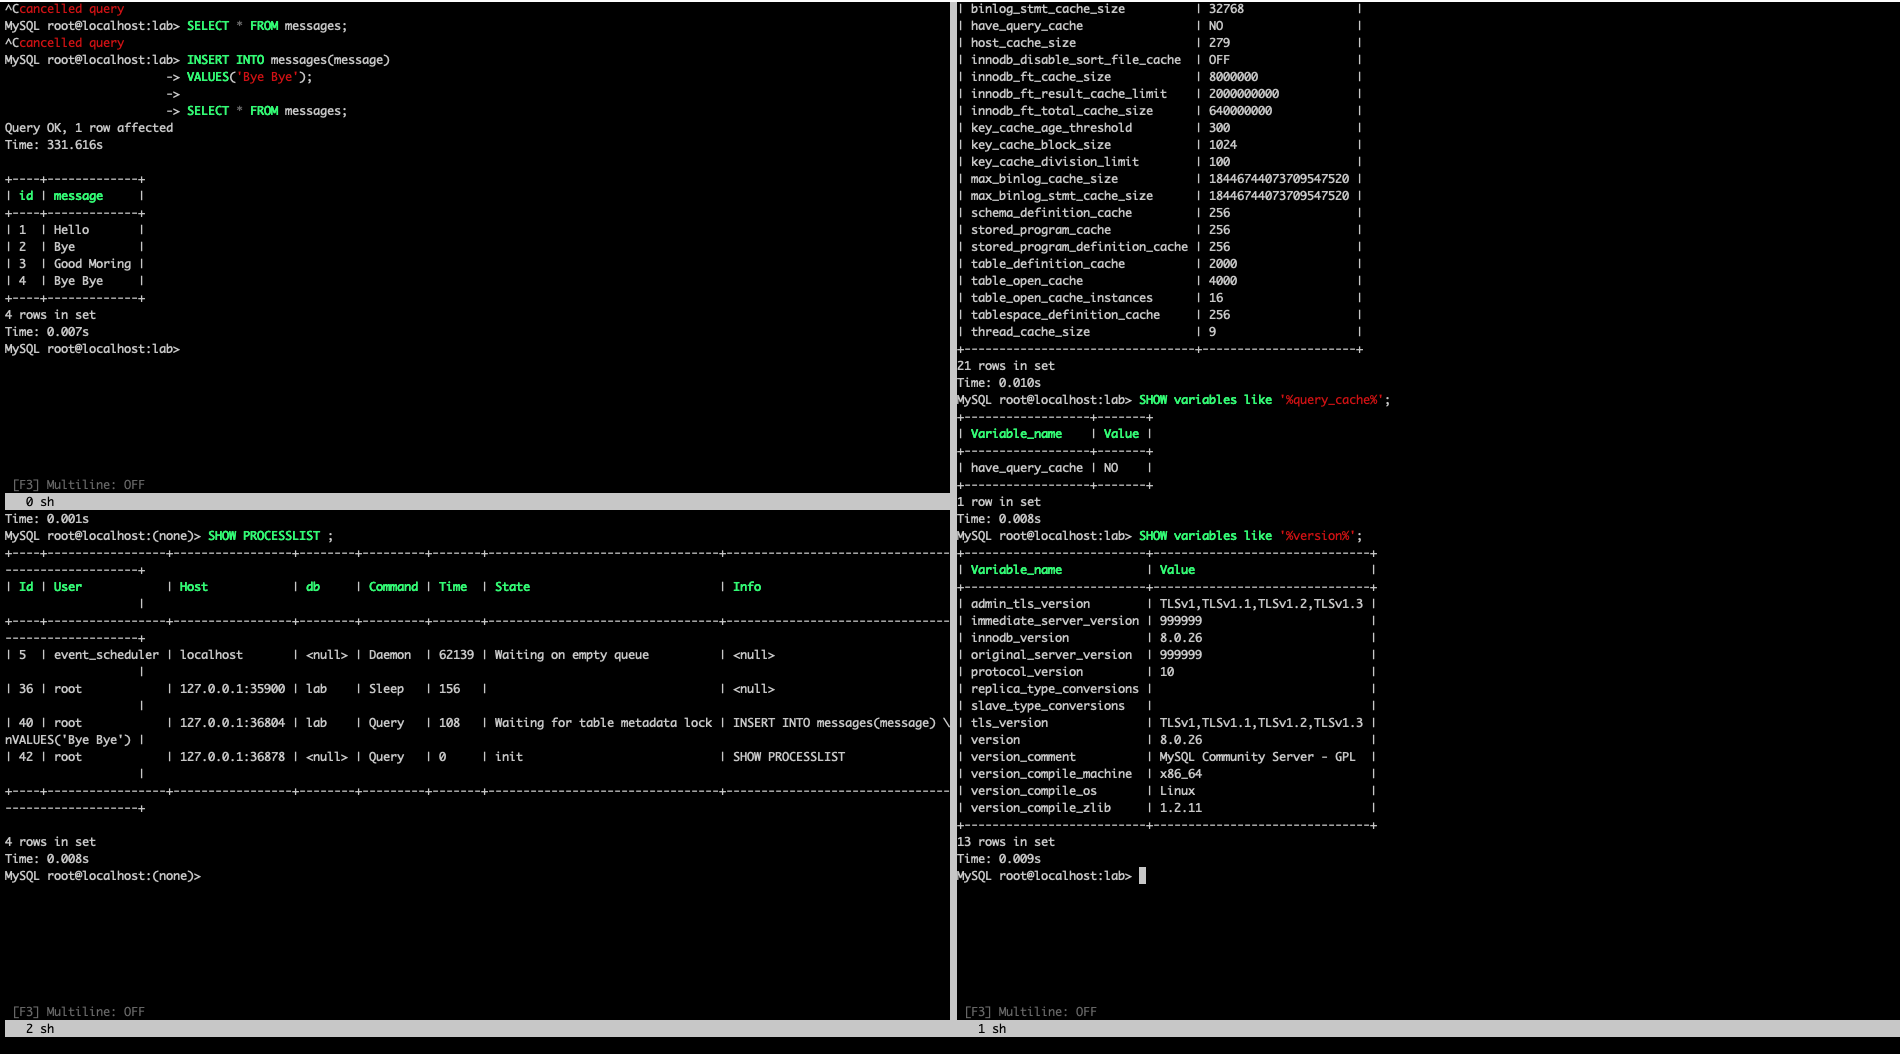 ^Ccancelled query
MySQL root@localhost:lab> SELECT * FROM messages;
^Ccancelled query
MySQL root@localhost:lab> INSERT INTO messages(message)
                       -> VALUES('Bye Bye');
                       ->
                       -> SELECT * FROM messages;
Query OK, 1 row affected
Time: 331.616s

+----+-------------+
| id | message     |
+----+-------------+
| 1  | Hello       |
| 2  | Bye         |
| 3  | Good Moring |
| 4  | Bye Bye     |
+----+-------------+
4 rows in set
Time: 0.007s
MySQL root@localhost:lab>
[F3] Multiline: OFF
0 sh
Time: 0.001s
MySQL root@localhost:(none)> SHOW PROCESSLIST ;
+----+-----------------+-----------------+--------+---------+-------+---------------------------------+--------------------------------
-------------------+
| Id | User            | Host            | db     | Command | Time  | State                           | Info
                   |
+----+-----------------+-----------------+--------+---------+-------+---------------------------------+--------------------------------
-------------------+
| 5  | event_scheduler | localhost       | <null> | Daemon  | 62139 | Waiting on empty queue          | <null>
                   |
| 36 | root            | 127.0.0.1:35900 | lab    | Sleep   | 156   |                                 | <null>
                   |
| 40 | root            | 127.0.0.1:36804 | lab    | Query   | 108   | Waiting for table metadata lock | INSERT INTO messages(message) \
nVALUES('Bye Bye') |
| 42 | root            | 127.0.0.1:36878 | <null> | Query   | 0     | init                            | SHOW PROCESSLIST
                   |
+----+-----------------+-----------------+--------+---------+-------+---------------------------------+--------------------------------
-------------------+

4 rows in set
Time: 0.008s
MySQL root@localhost:(none)>
[F3] Multiline: OFF
2 sh
| binlog_stmt_cache_size         | 32768                |
| have_query_cache               | NO                   |
| host_cache_size                | 279                  |
| innodb_disable_sort_file_cache | OFF                  |
| innodb_ft_cache_size           | 8000000              |
| innodb_ft_result_cache_limit   | 2000000000           |
| innodb_ft_total_cache_size     | 640000000            |
| key_cache_age_threshold        | 300                  |
| key_cache_block_size           | 1024                 |
| key_cache_division_limit       | 100                  |
| max_binlog_cache_size          | 18446744073709547520 |
| max_binlog_stmt_cache_size     | 18446744073709547520 |
| schema_definition_cache        | 256                  |
| stored_program_cache           | 256                  |
| stored_program_definition_cache | 256                  |
| table_definition_cache         | 2000                 |
| table_open_cache               | 4000                 |
| table_open_cache_instances     | 16                   |
| tablespace_definition_cache    | 256                  |
| thread_cache_size              | 9                    |
+---------------------------------+----------------------+
21 rows in set
Time: 0.010s
MySQL root@localhost:lab> SHOW variables like '%query_cache%';
+------------------+-------+
| Variable_name    | Value |
+------------------+-------+
| have_query_cache | NO    |
+------------------+-------+
1 row in set
Time: 0.008s
MySQL root@localhost:lab> SHOW variables like '%version%';
+--------------------------+-------------------------------+
| Variable_name            | Value                         |
+--------------------------+-------------------------------+
| admin_tls_version        | TLSv1,TLSv1.1,TLSv1.2,TLSv1.3 |
| immediate_server_version | 999999                        |
| innodb_version           | 8.0.26                        |
| original_server_version  | 999999                        |
| protocol_version         | 10                            |
| replica_type_conversions |                               |
| slave_type_conversions   |                               |
| tls_version              | TLSv1,TLSv1.1,TLSv1.2,TLSv1.3 |
| version                  | 8.0.26                        |
| version_comment          | MySQL Community Server - GPL  |
| version_compile_machine  | x86_64                        |
| version_compile_os       | Linux                         |
| version_compile_zlib     | 1.2.11                        |
+--------------------------+-------------------------------+
13 rows in set
Time: 0.009s
MySQL root@localhost:lab>
[F3] Multiline: OFF
1 sh